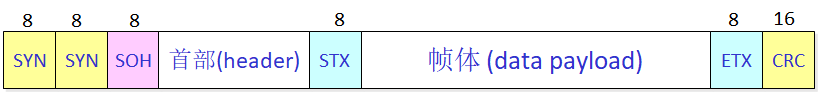 8 8 8 8 8 16
SYN SYN SOH 首部(header) STX 帧体 (data payload) ETX CRC